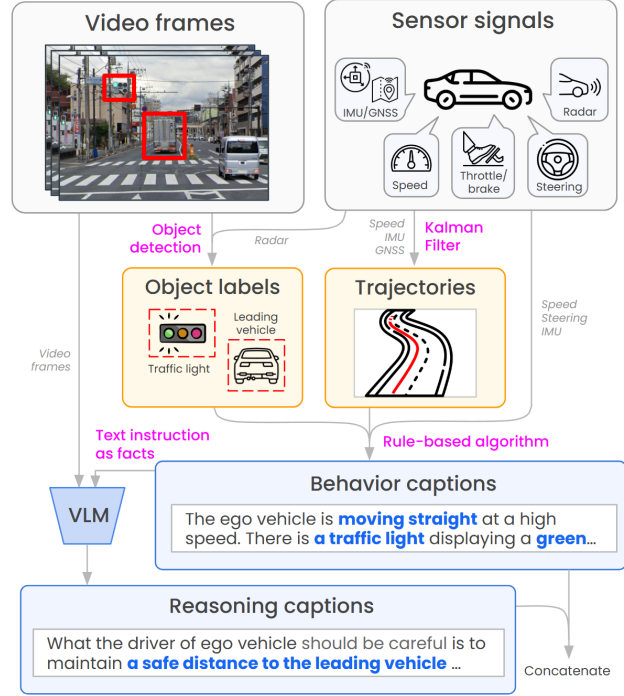 Video frames
Sensor signals
IMU/GNSS
Radar
Speed
Throttle/
brake
Steering
Object
detection
Radar
Speed
IMU
GNSS
Kalman
Filter
Object labels
Traffic light
Leading
vehicle
Trajectories
Speed
Steering
IMU
Video
frames
Text instruction
as facts
Rule-based algorithm
VLM
Behavior captions
The ego vehicle is moving straight at a high
speed. There is a traffic light displaying a green...
Reasoning captions
What the driver of ego vehicle should be careful is to
maintain a safe distance to the leading vehicle ...
Concatenate